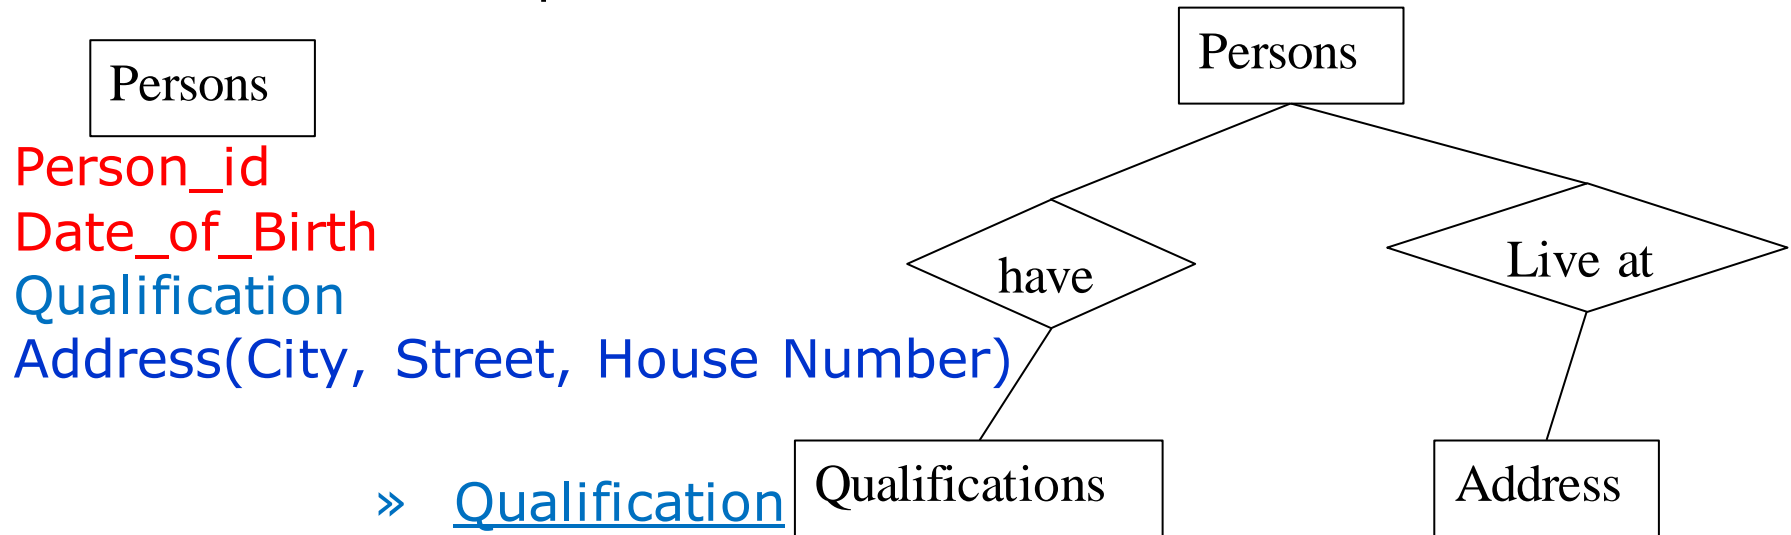 Persons
Person_id
Date_of_Birth
Qualification
Address(City, Street, House Number)
» Qualification
Persons
have
Live at
Qualifications
Address